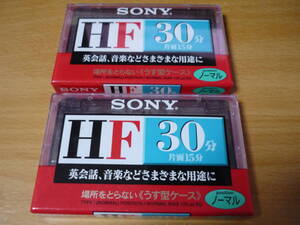 SONY
HF 30分
片面15分
英会話、音楽などさまざまな用途に
場所をとらない《うす型ケース》
ノーマル
HF 30
SONY
HF 30分
片面15分
英会話、音楽などさまざまな用途に
場所をとらない《うす型ケース》
position
ノーマル